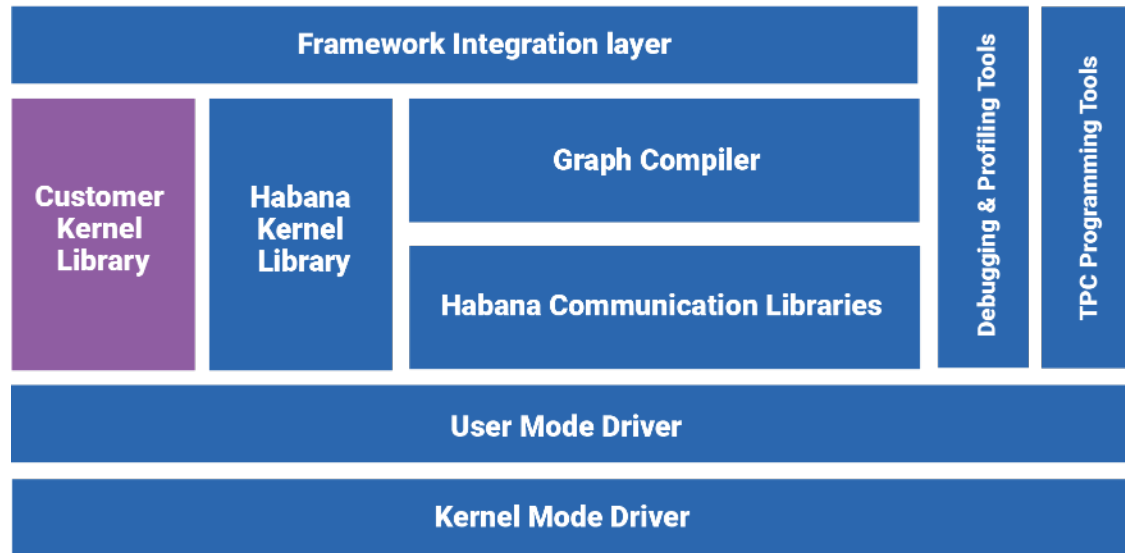 Framework Integration layer
Customer
Kernel
Library
Habana
Kernel
Library
Graph Compiler
Habana Communication Libraries
Debugging & Profiling Tools
TPC Programming Tools
User Mode Driver
Kernel Mode Driver